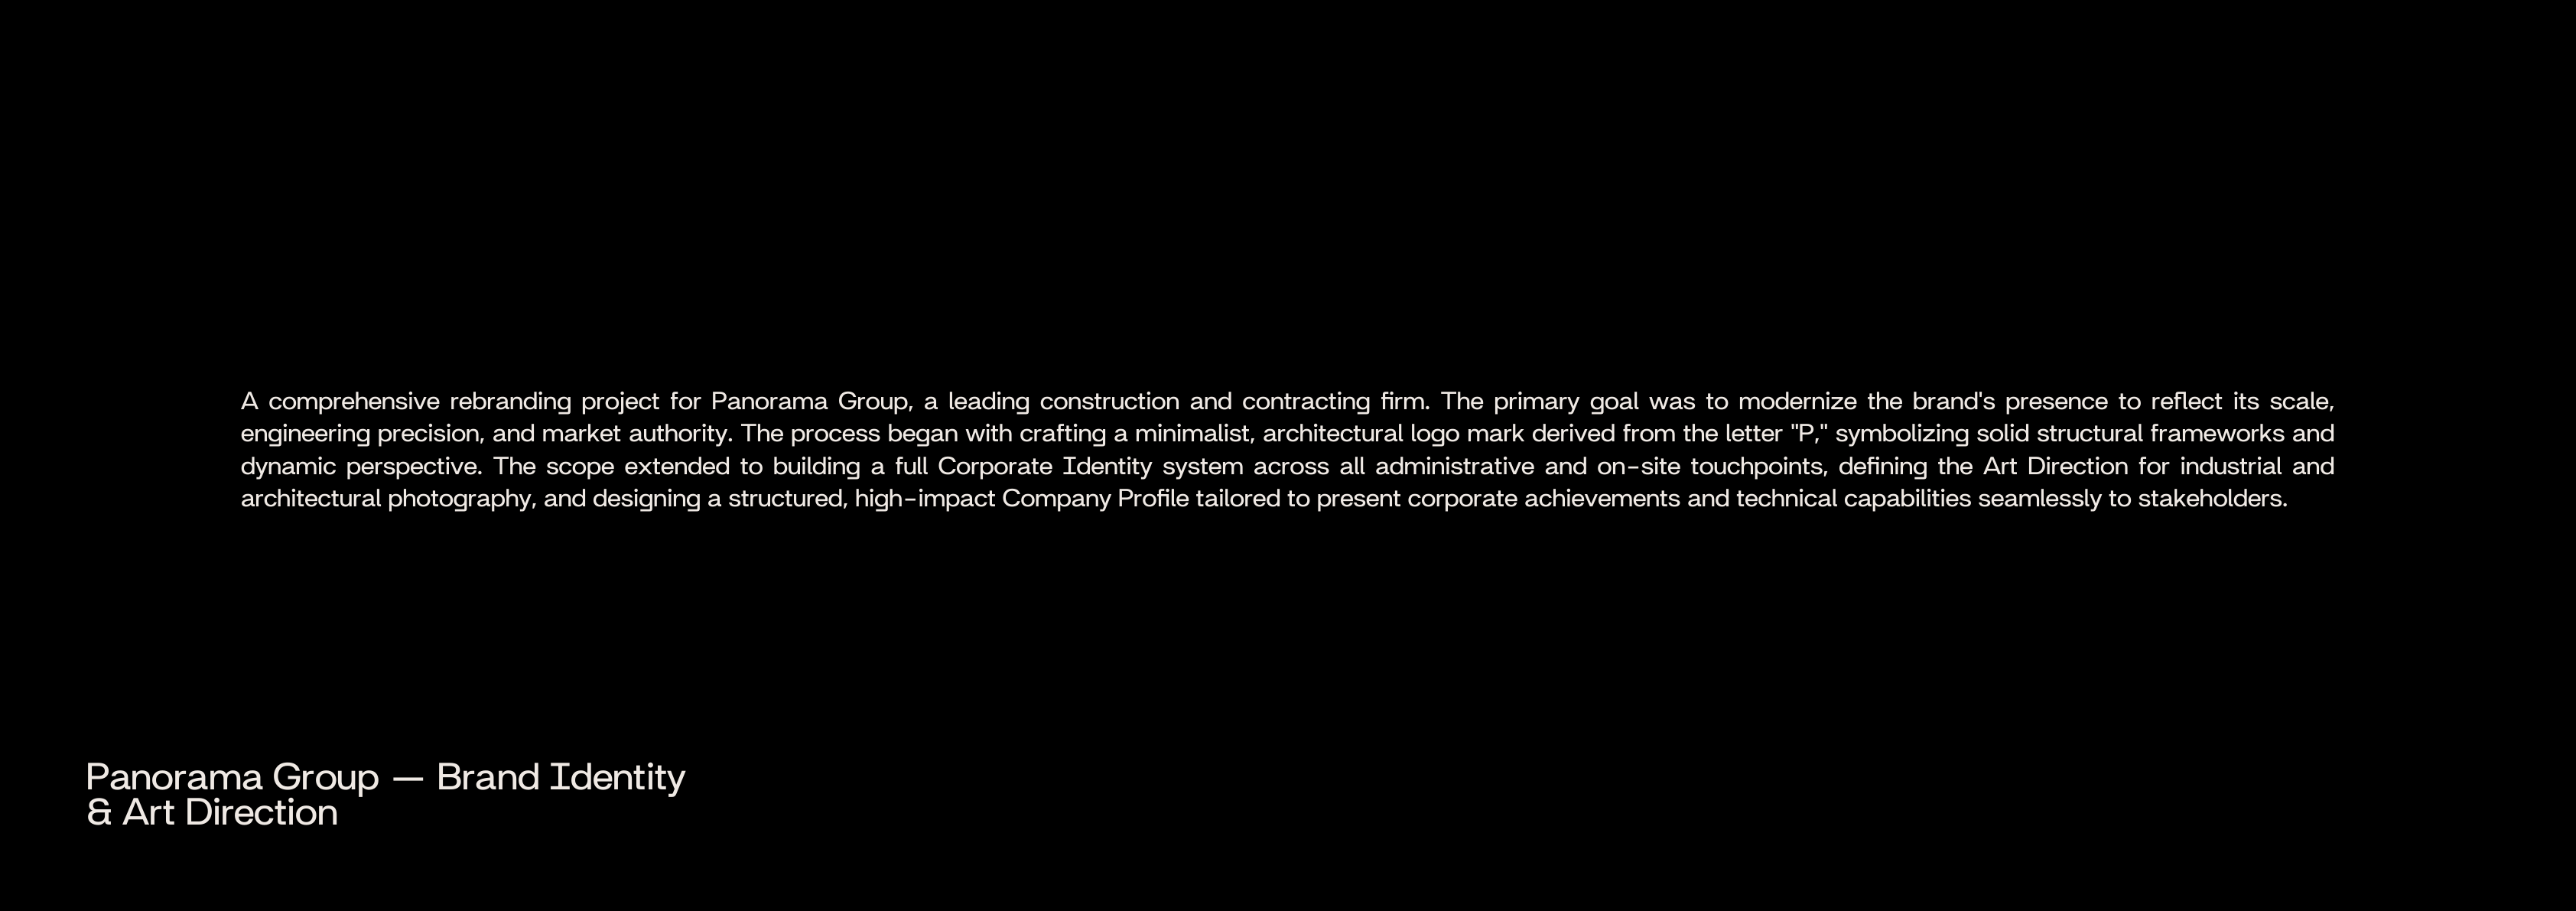 A comprehensive rebranding project for Panorama Group, a leading construction and contracting firm. The primary goal was to modernize the brand's presence to reflect its scale,
engineering precision, and market authority. The process began with crafting a minimalist, architectural logo mark derived from the letter "P," symbolizing solid structural frameworks and
dynamic perspective. The scope extended to building a full Corporate Identity system across all administrative and on-site touchpoints, defining the Art Direction for industrial and
architectural photography, and designing a structured, high-impact Company Profile tailored to present corporate achievements and technical capabilities seamlessly to stakeholders.
Panorama Group — Brand Identity
& Art Direction